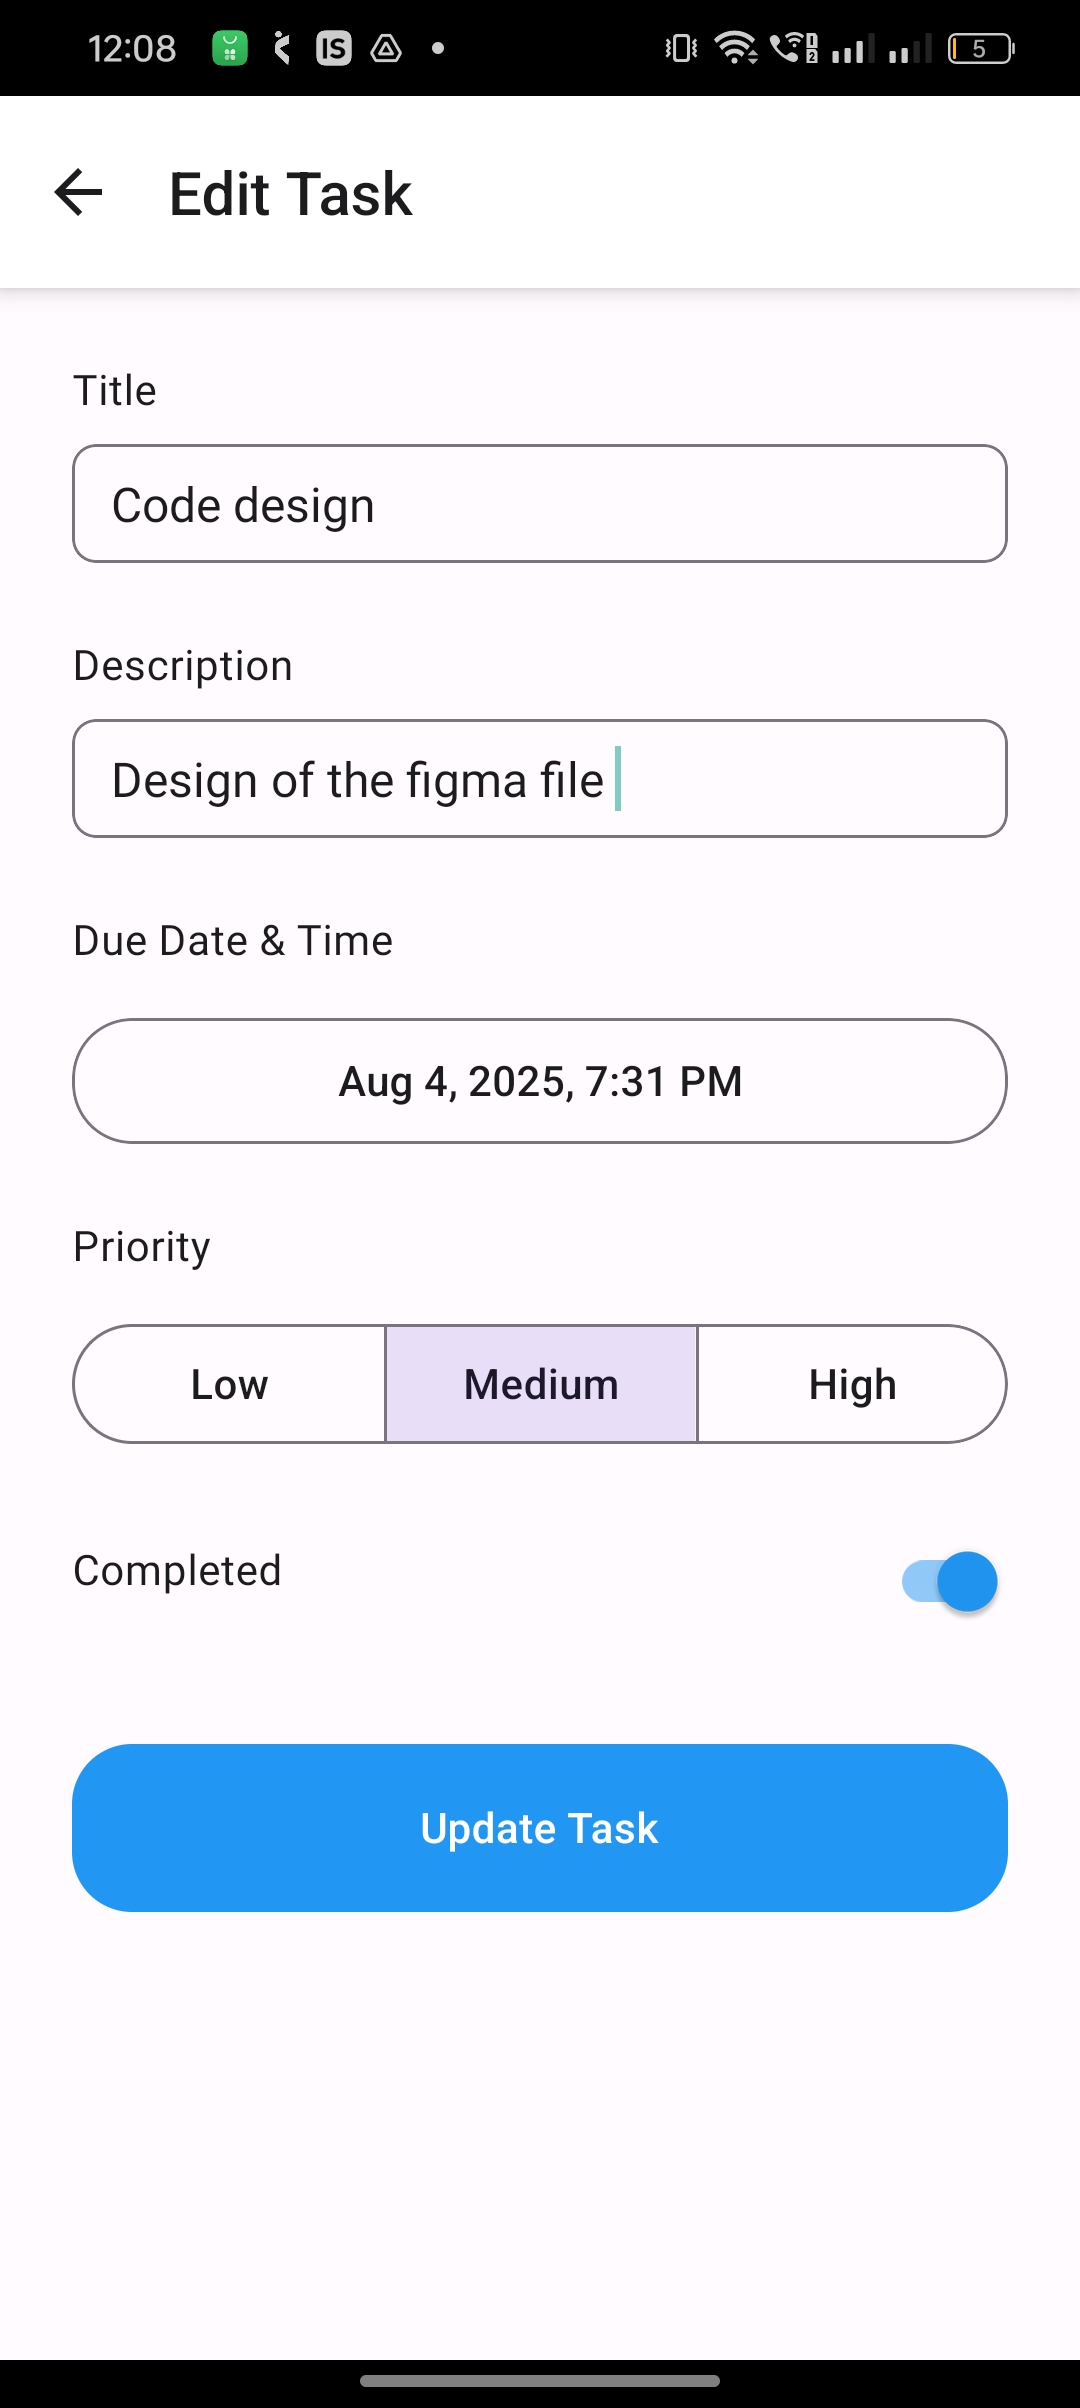 12:08 IS 5
Edit Task
Title
Code design
Description
Design of the figma file
Due Date & Time
Aug 4, 2025, 7:31 PM
Priority
Low Medium High
Completed
Update Task